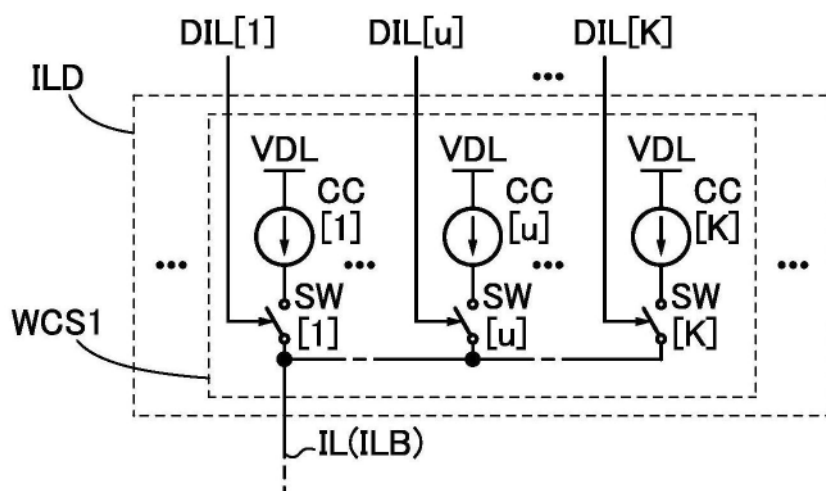 DIL[1] DIL[u] DIL[K]
...
ILD
VDL VDL VDL
CC CC CC
[1] [u] [K]
... ... ... ...
SW SW SW
WCS1
[1] [u] [K]
IL(ILB)